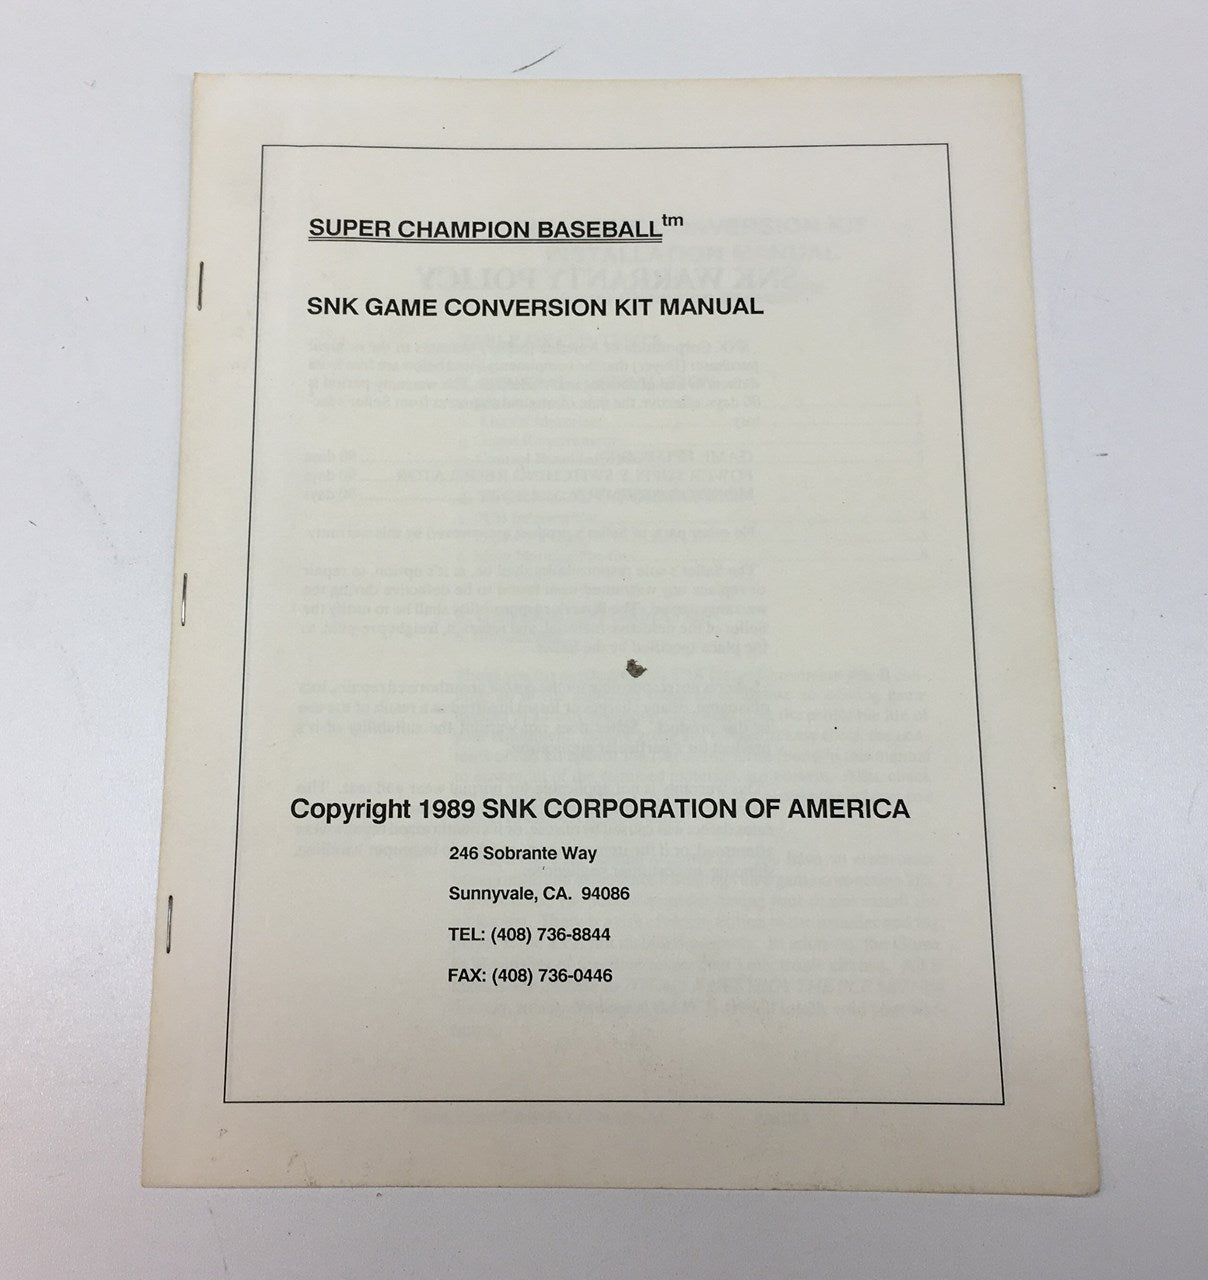 SUPER CHAMPION BASEBALL™
SNK GAME CONVERSION KIT MANUAL
Copyright 1989 SNK CORPORATION OF AMERICA
246 Sobrante Way
Sunnyvale, CA. 94086
TEL: (408) 736-8844
FAX: (408) 736-0446